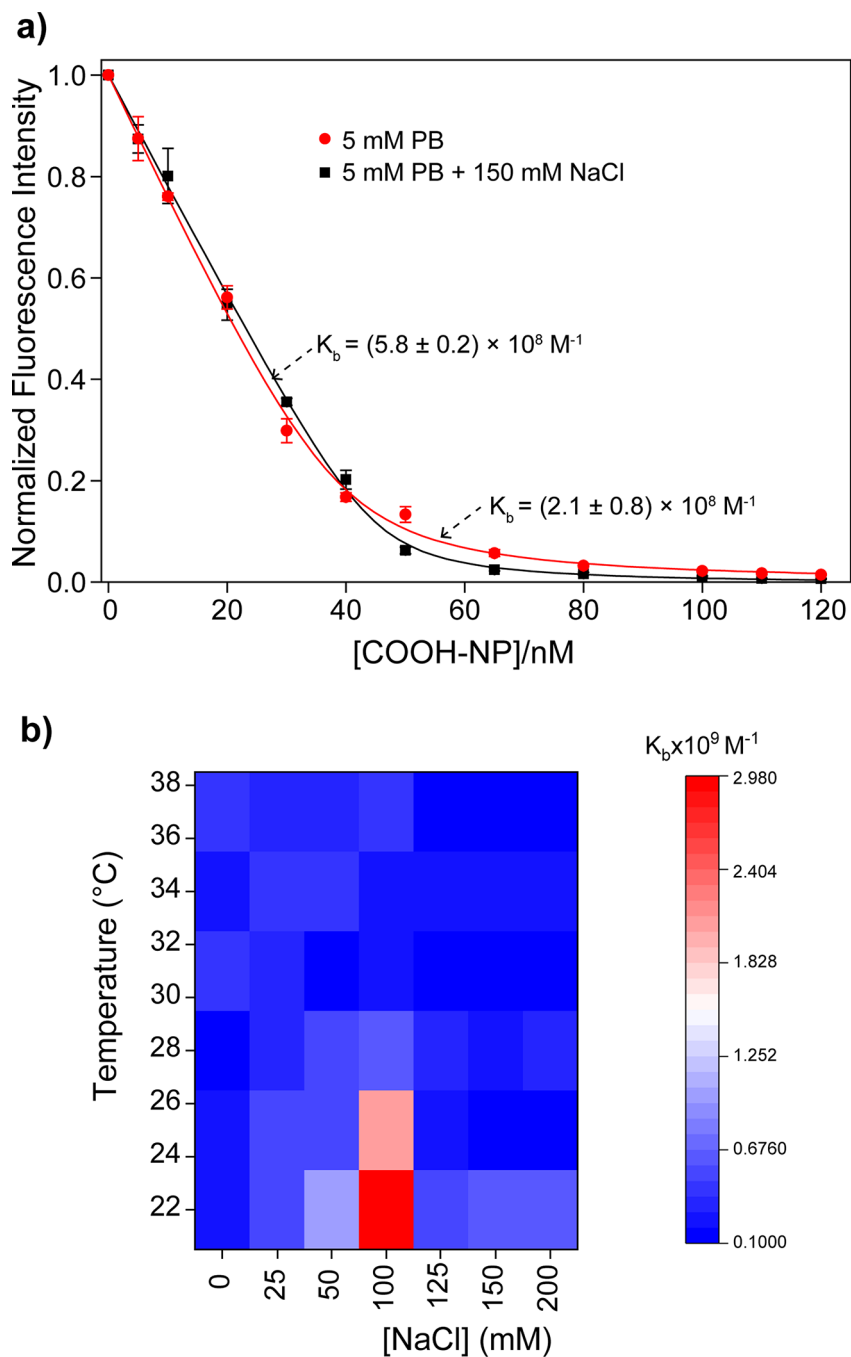 a)
Normalized Fluorescence Intensity
1.0
0.8
0.6
0.4
0.2
0.0
5 mM PB
5 mM PB + 150 mM NaCl
K_b = (5.8 ± 0.2) × 10⁸ M⁻¹
K_b = (2.1 ± 0.8) × 10⁸ M⁻¹
0 20 40 60 80 100 120
[COOH-NP]/nM
b)
K_bx10⁹ M⁻¹
Temperature (°C)
38
36
34
32
30
28
26
24
22
2.980
2.404
1.828
1.252
0.6760
0.1000
0 25 50 100 125 150 200
[NaCl] (mM)